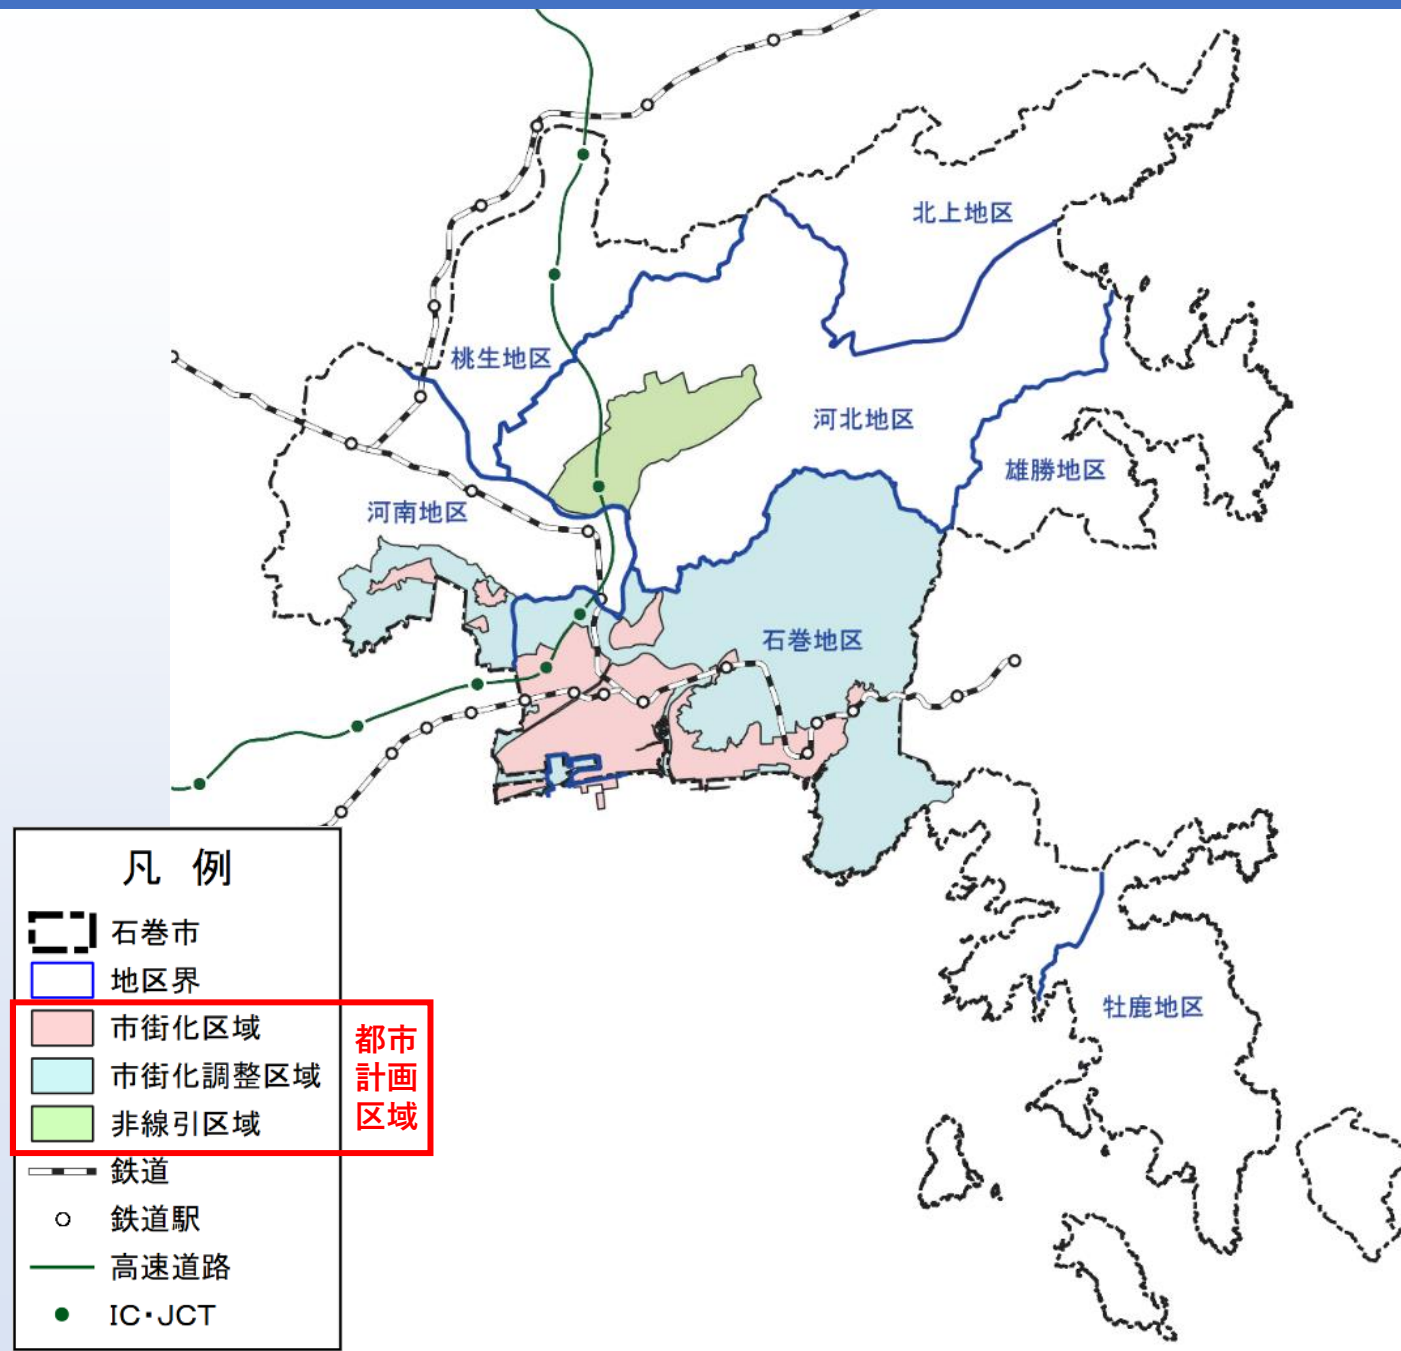 北上地区
桃生地区
河北地区
雄勝地区
河南地区
石巻地区
牡鹿地区
凡 例
石巻市
地区界
市街化区域
市街化調整区域
非線引区域
都市
計画
区域
鉄道
鉄道駅
高速道路
IC・JCT